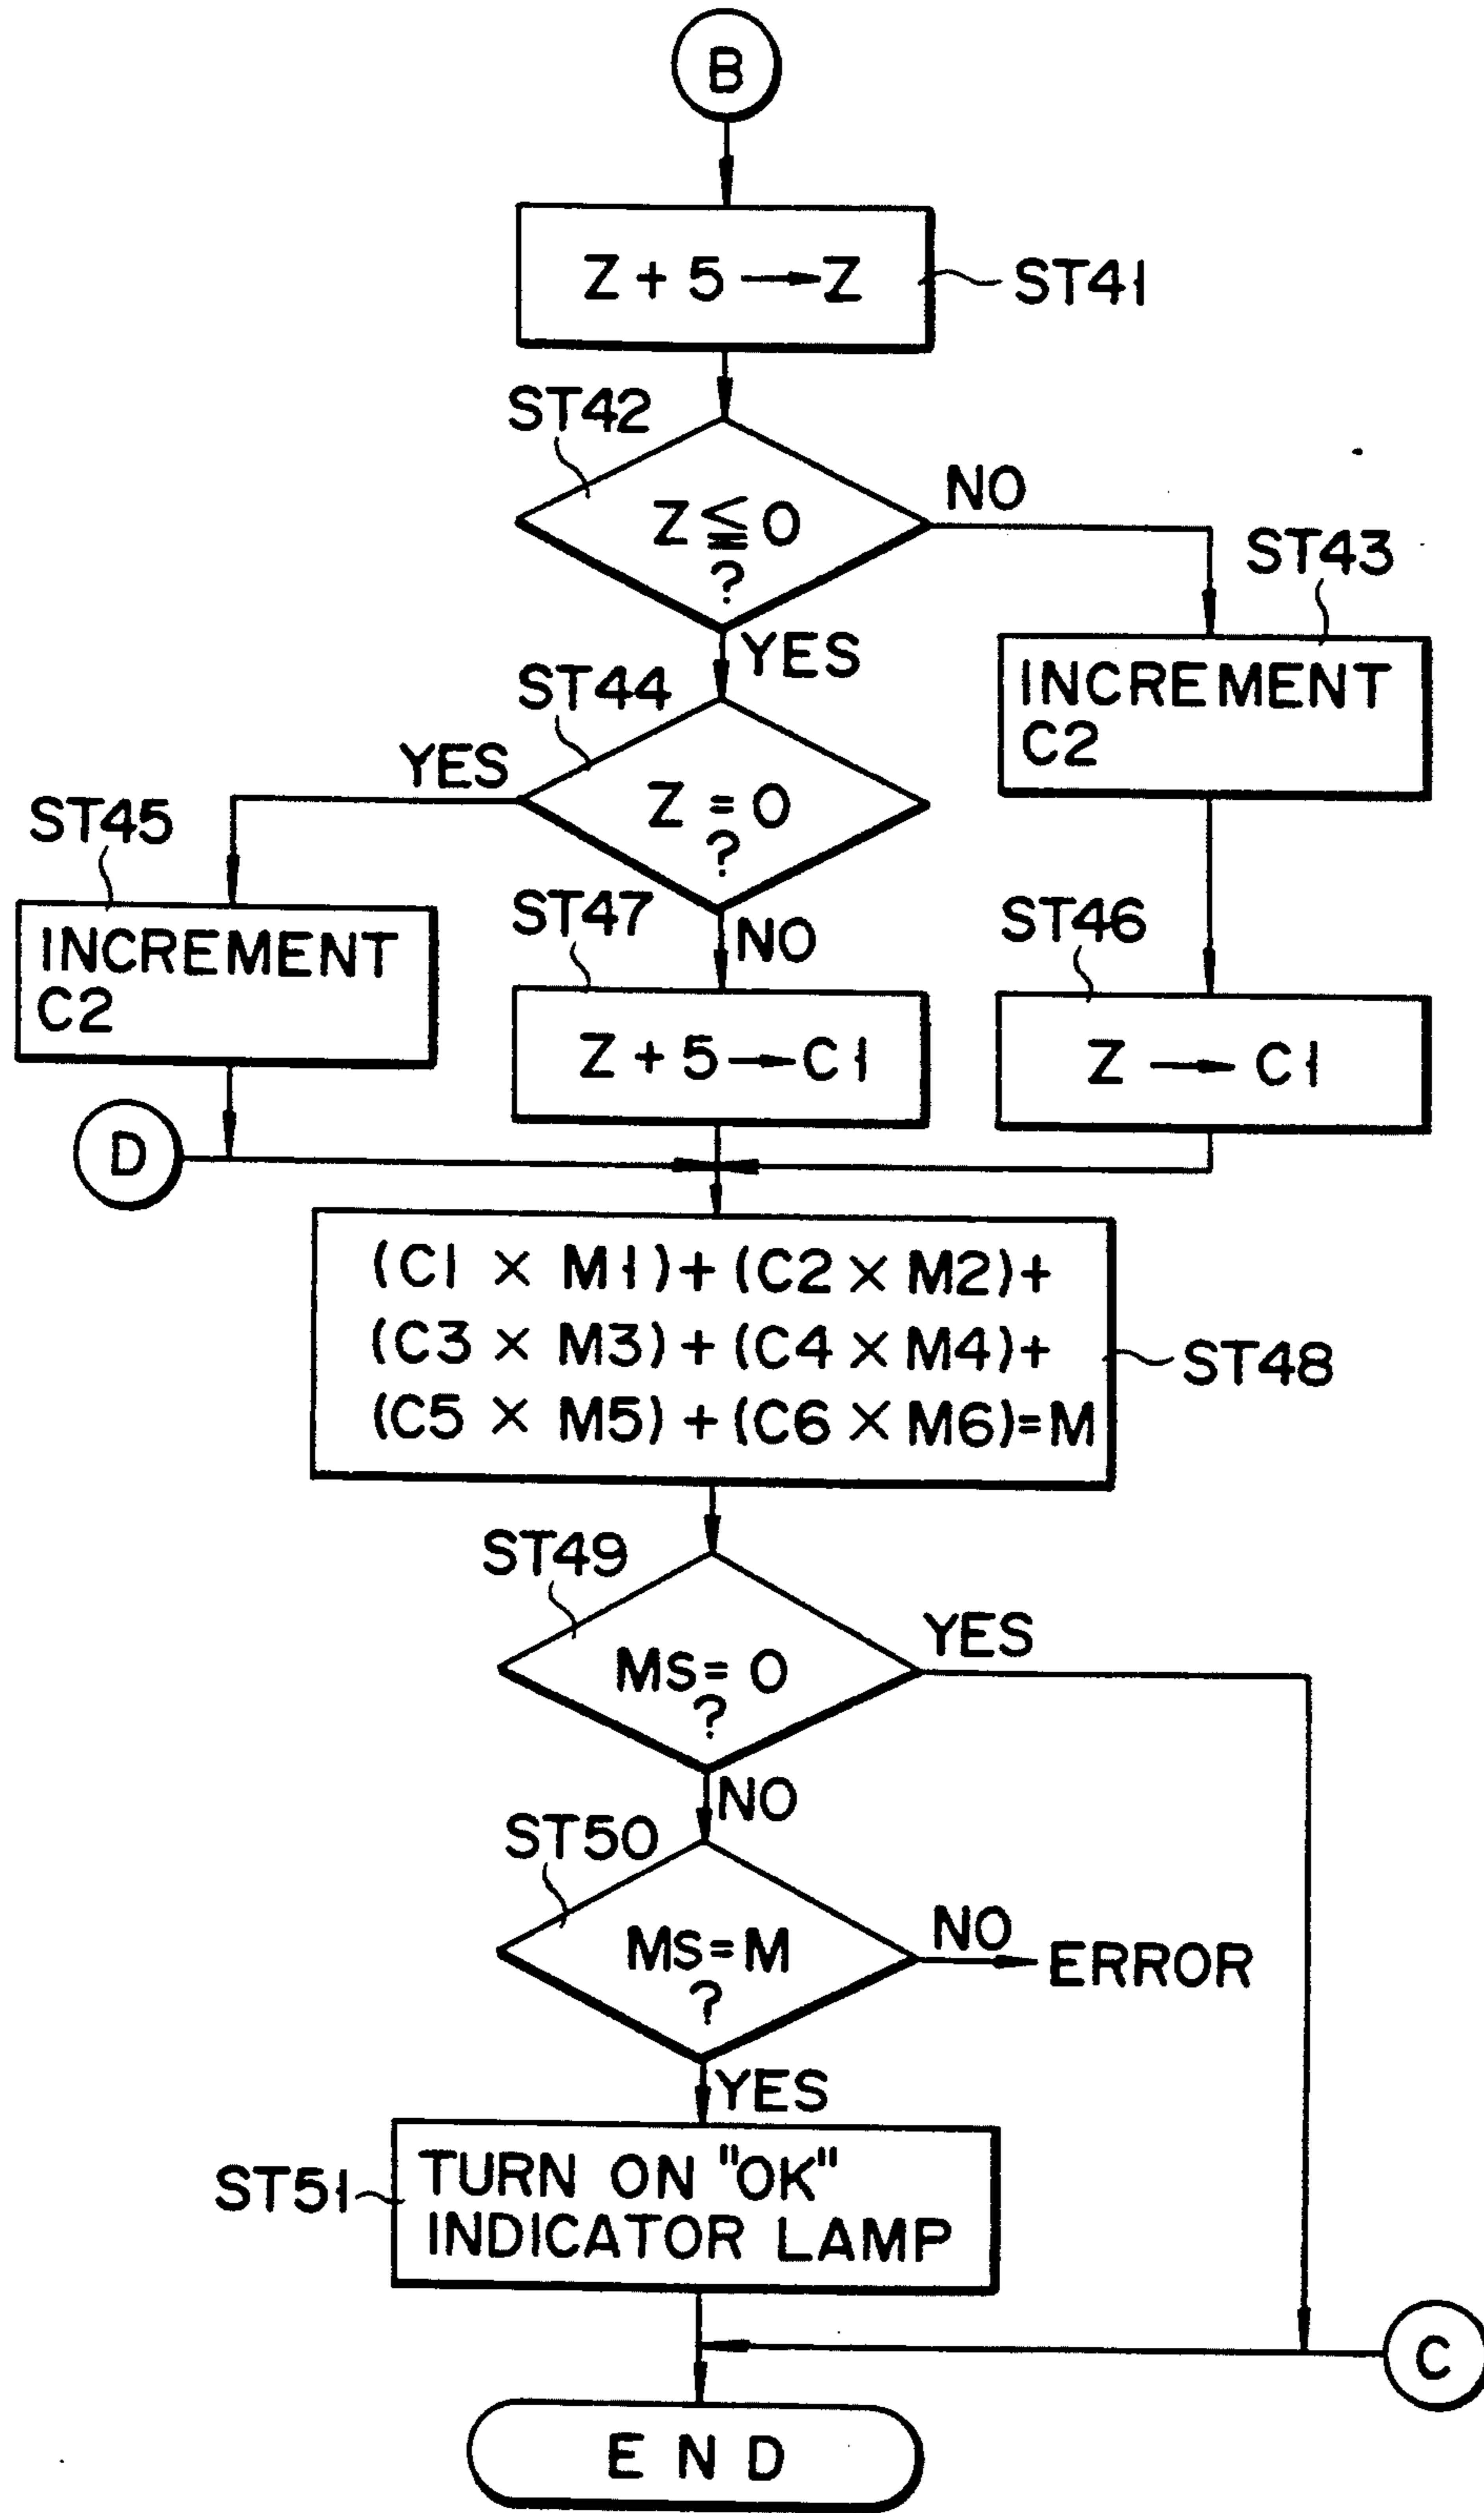 B
Z + 5 → Z
ST41
ST42
Z ≦ 0
?
NO
ST43
YES
INCREMENT
C2
ST44
YES
Z = 0
?
ST45
INCREMENT
C2
ST47
NO
ST46
Z + 5 → C1
Z → C1
D
(C1 × M1) + (C2 × M2) +
(C3 × M3) + (C4 × M4) +
(C5 × M5) + (C6 × M6) = M
ST48
ST49
MS = 0
?
YES
NO
ST50
MS = M
?
NO
ERROR
YES
ST51
TURN ON "OK"
INDICATOR LAMP
C
END